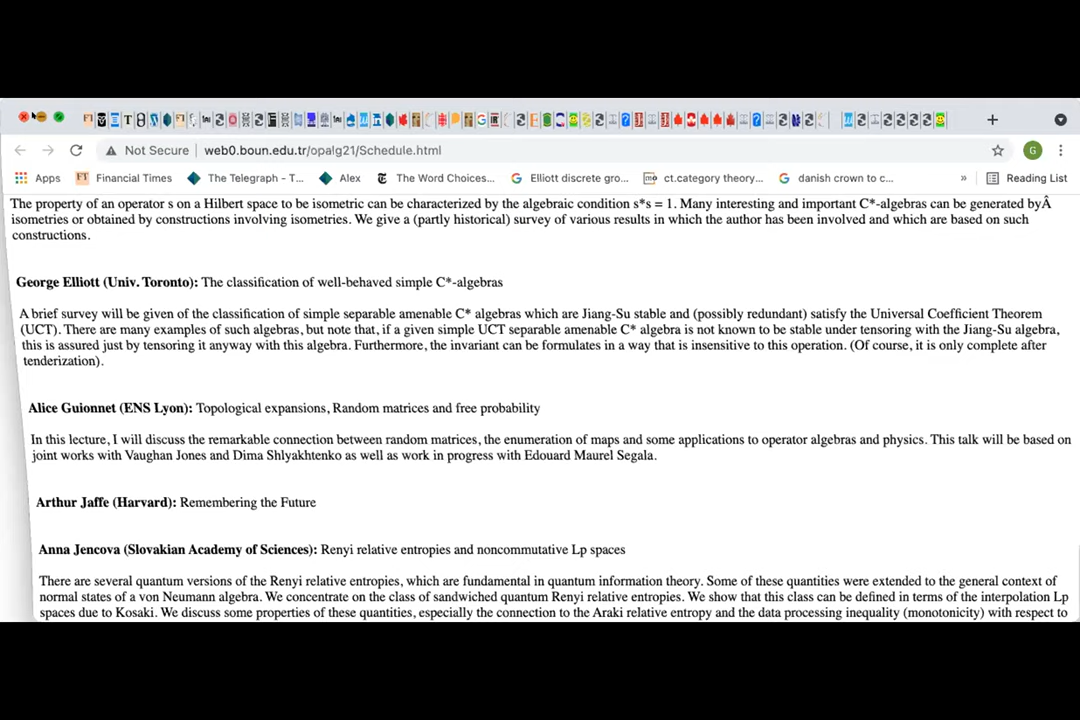 Not Secure web0.boun.edu.tr/opalg21/Schedule.html
G
Apps FT Financial Times The Telegraph - T... Alex The Word Choices... G Elliott discrete gro... ct.category theory... G danish crown to c... » Reading List
The property of an operator s on a Hilbert space to be isometric can be characterized by the algebraic condition s*s = 1. Many interesting and important C*-algebras can be generated byÂ
isometries or obtained by constructions involving isometries. We give a (partly historical) survey of various results in which the author has been involved and which are based on such
constructions.
George Elliott (Univ. Toronto): The classification of well-behaved simple C*-algebras
A brief survey will be given of the classification of simple separable amenable C* algebras which are Jiang-Su stable and (possibly redundant) satisfy the Universal Coefficient Theorem
(UCT). There are many examples of such algebras, but note that, if a given simple UCT separable amenable C* algebra is not known to be stable under tensoring with the Jiang-Su algebra,
this is assured just by tensoring it anyway with this algebra. Furthermore, the invariant can be formulates in a way that is insensitive to this operation. (Of course, it is only complete after
tenderization).
Alice Guionnet (ENS Lyon): Topological expansions, Random matrices and free probability
In this lecture, I will discuss the remarkable connection between random matrices, the enumeration of maps and some applications to operator algebras and physics. This talk will be based on
joint works with Vaughan Jones and Dima Shlyakhtenko as well as work in progress with Edouard Maurel Segala.
Arthur Jaffe (Harvard): Remembering the Future
Anna Jencova (Slovakian Academy of Sciences): Renyi relative entropies and noncommutative Lp spaces
There are several quantum versions of the Renyi relative entropies, which are fundamental in quantum information theory. Some of these quantities were extended to the general context of
normal states of a von Neumann algebra. We concentrate on the class of sandwiched quantum Renyi relative entropies. We show that this class can be defined in terms of the interpolation Lp
spaces due to Kosaki. We discuss some properties of these quantities, especially the connection to the Araki relative entropy and the data processing inequality (monotonicity) with respect to